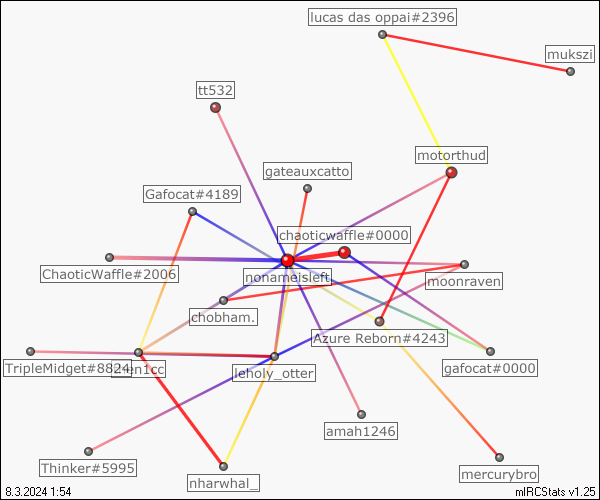 lucas das oppai#2396
mukszi
tt532
motorthud
gateauxcatto
Gafocat#4189
chaoticwaffle#0000
ChaoticWaffle#2006
nonameisleft
moonraven
chobham.
Azure Reborn#4243
TripleMidget#8824
en1cc
leholy_otter
gafocat#0000
amah1246
Thinker#5995
nharwhal_
mercurybro
8.3.2024 1:54
mIRCStats v1.25